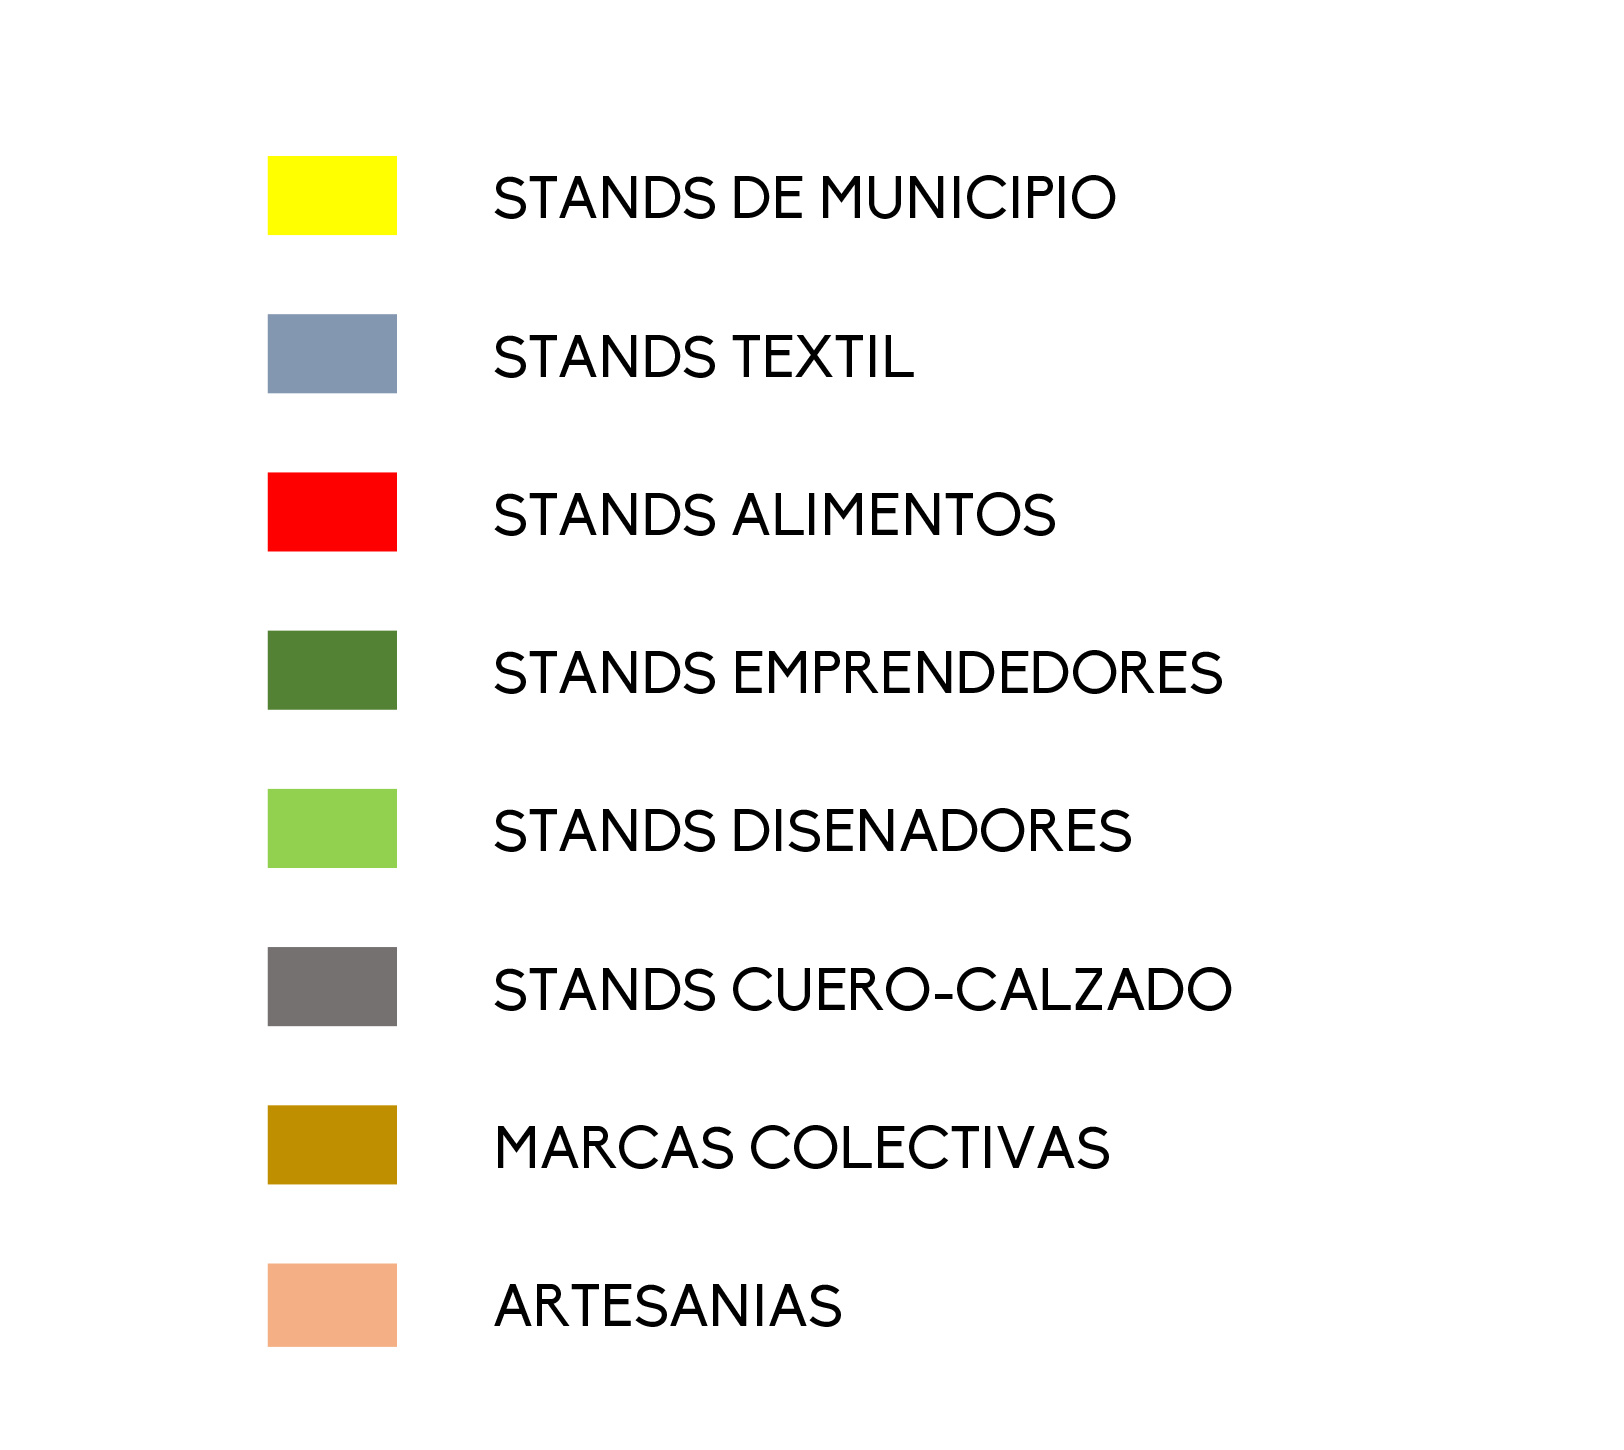 STANDS DE MUNICIPIO
STANDS TEXTIL
STANDS ALIMENTOS
STANDS EMPRENDEDORES
STANDS DISENADORES
STANDS CUERO-CALZADO
MARCAS COLECTIVAS
ARTESANIAS